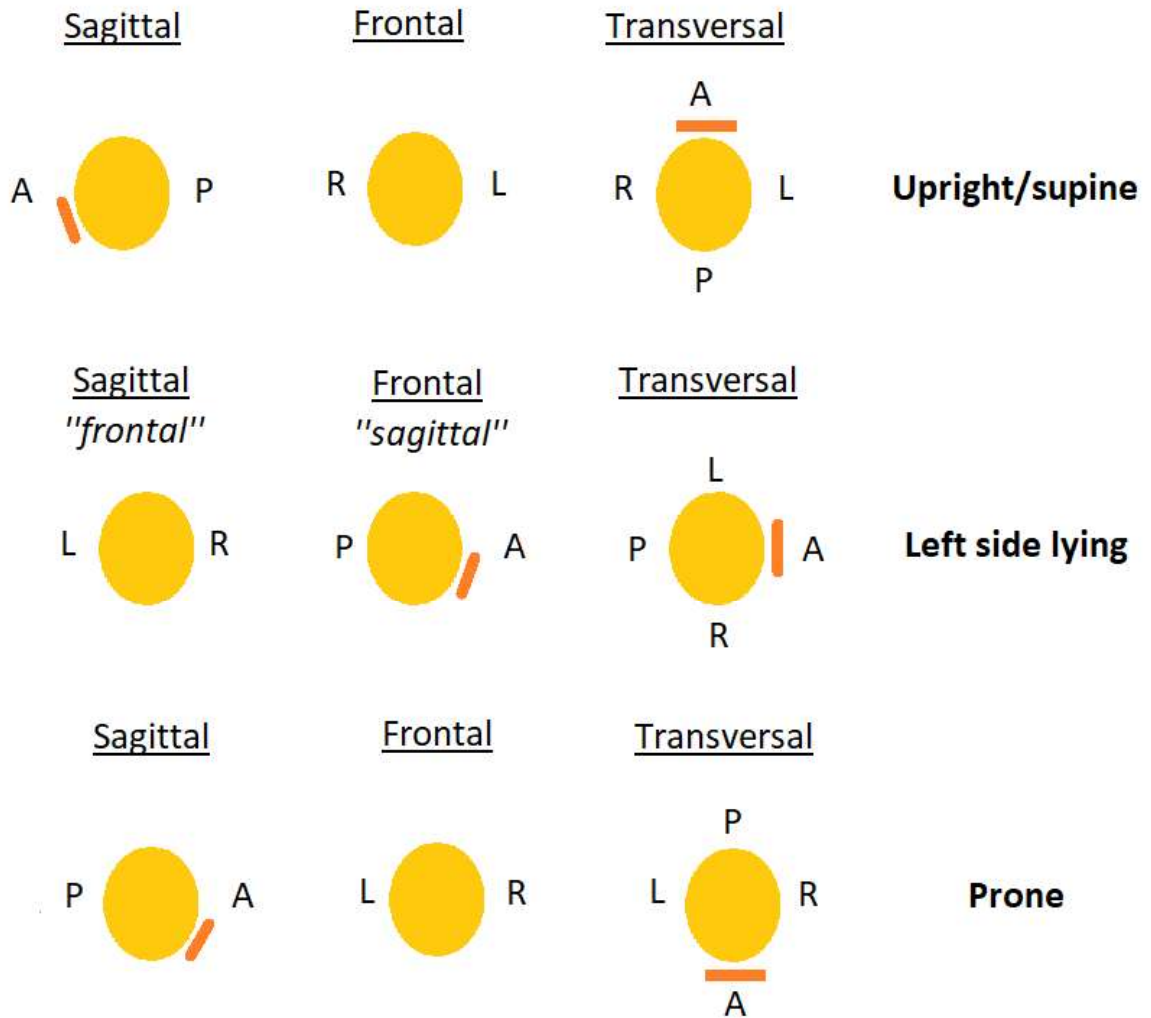 Sagittal Frontal Transversal
A
A P R L R L Upright/supine
P
Sagittal Frontal Transversal
"frontal" "sagittal"
L
L R P A P A Left side lying
R
Sagittal Frontal Transversal
P
P A L R L R Prone
A